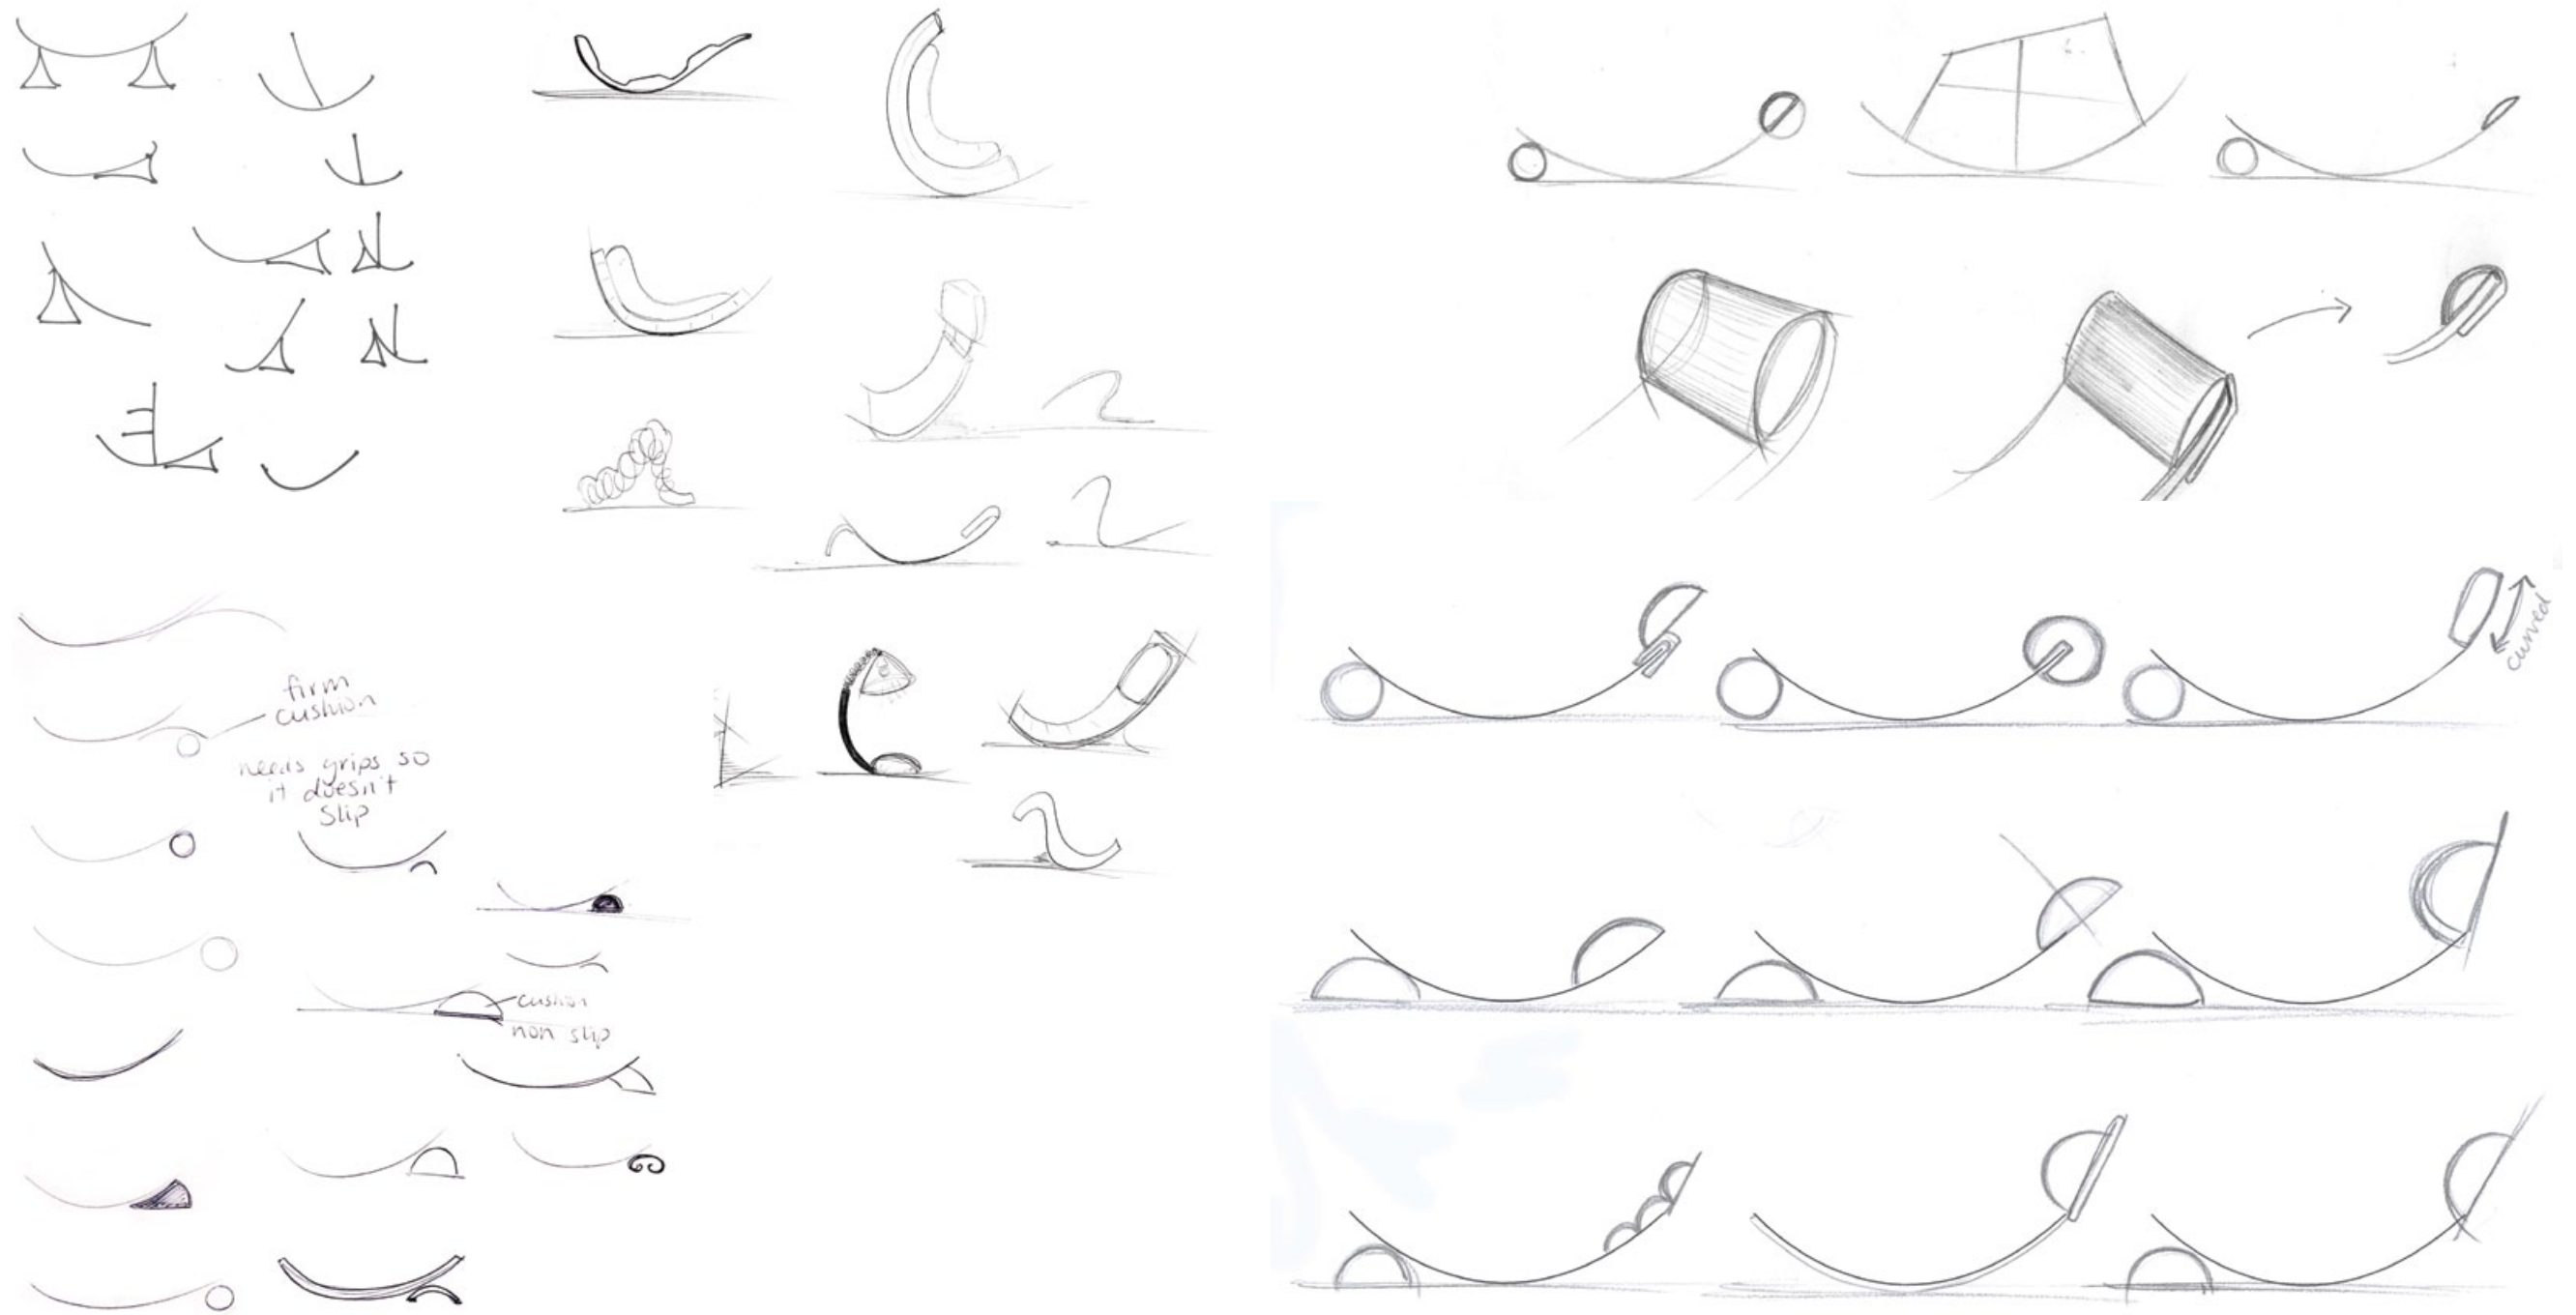 firm
cushion
needs grips so
it doesn't
slip
cushion
non slip
curved